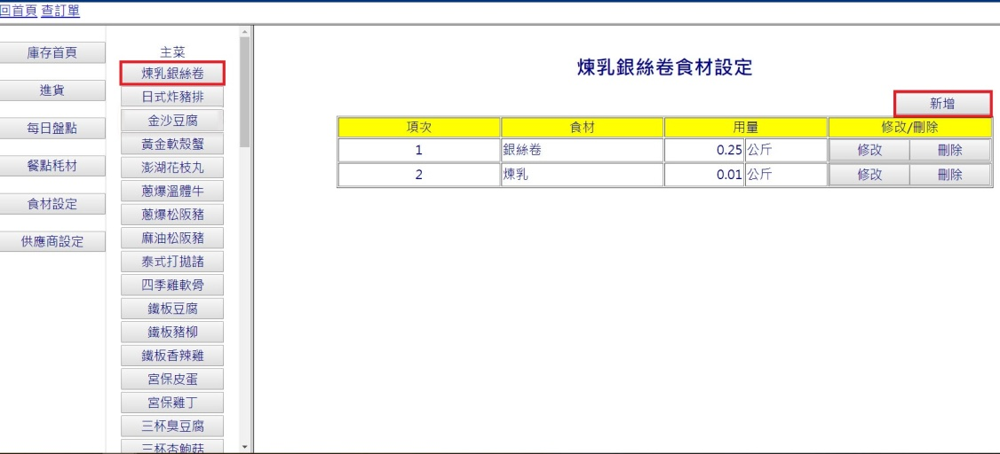 回首頁 查訂單
庫存首頁
進貨
每日盤點
餐點耗材
食材設定
供應商設定
主菜
煉乳銀絲卷
日式炸豬排
金沙豆腐
黃金軟殼蟹
澎湖花枝丸
蔥爆溫體牛
蔥爆松阪豬
麻油松阪豬
泰式打拋諸
四季雞軟骨
鐵板豆腐
鐵板豬柳
鐵板香辣雞
宮保皮蛋
宮保雞丁
三杯臭豆腐
三杯杏鮑菇
煉乳銀絲卷食材設定
新增
項次 食材 用量 修改/刪除
1 銀絲卷 0.25 公斤 修改 刪除
2 煉乳 0.01 公斤 修改 刪除